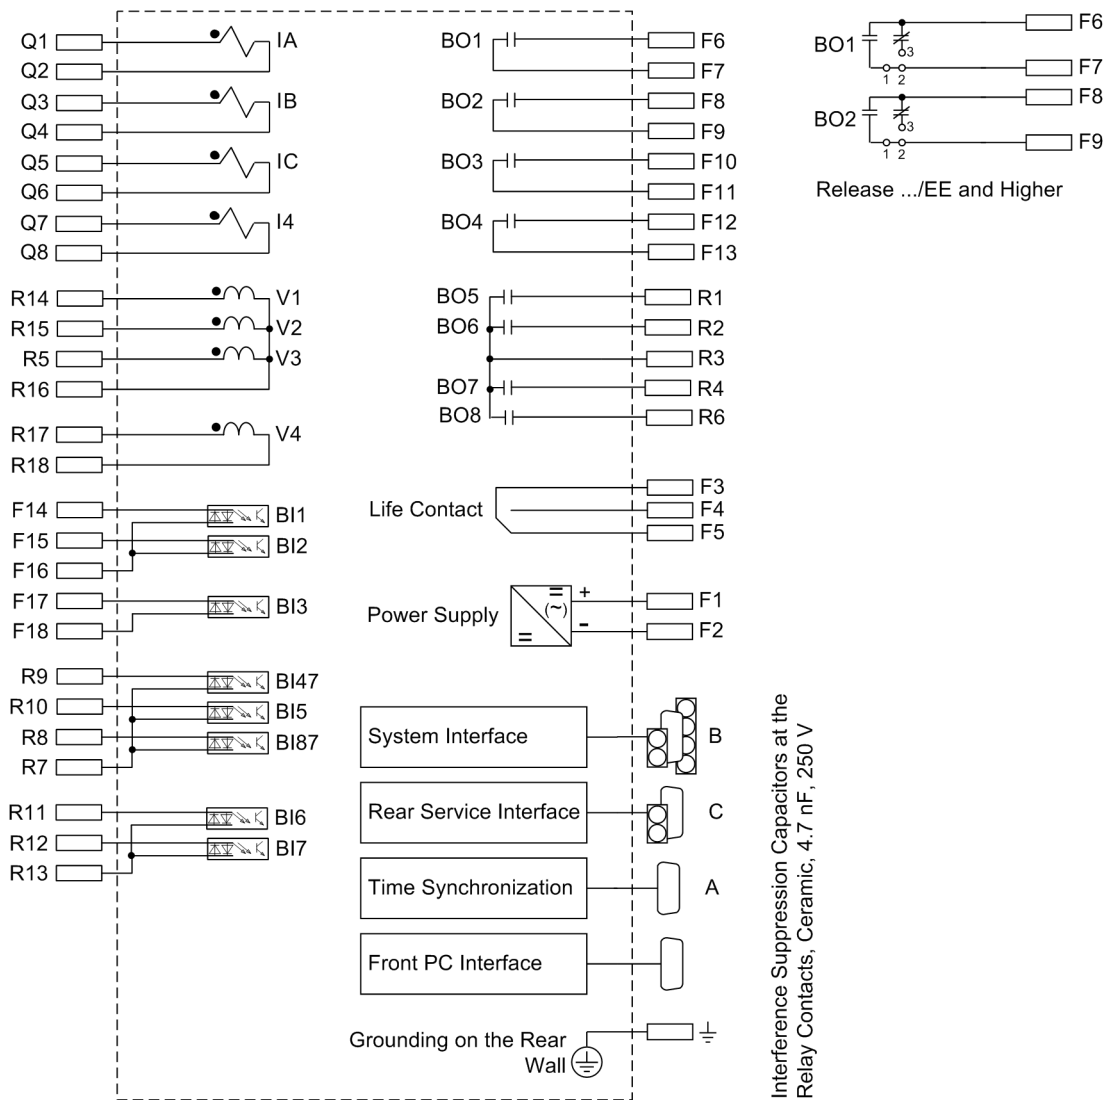 Q1
IA
Q2
Q3
IB
Q4
Q5
IC
Q6
Q7
I4
Q8
R14
V1
R15
V2
R5
V3
R16
R17
V4
R18
F14
BI1
F15
BI2
F16
F17
BI3
F18
R9
BI47
R10
BI5
R8
BI87
R7
R11
BI6
R12
BI7
R13
BO1
F6
F7
BO2
F8
F9
BO3
F10
F11
BO4
F12
F13
BO5
R1
BO6
R2
R3
BO7
R4
BO8
R6
Life Contact
F3
F4
F5
Power Supply
=
(~)
=
+
-
F1
F2
System Interface
B
Rear Service Interface
C
Time Synchronization
A
Front PC Interface
Grounding on the Rear
Wall
BO1
3
1 2
F6
F7
BO2
3
1 2
F8
F9
Release .../EE and Higher
Interference Suppression Capacitors at the
Relay Contacts, Ceramic, 4.7 nF, 250 V